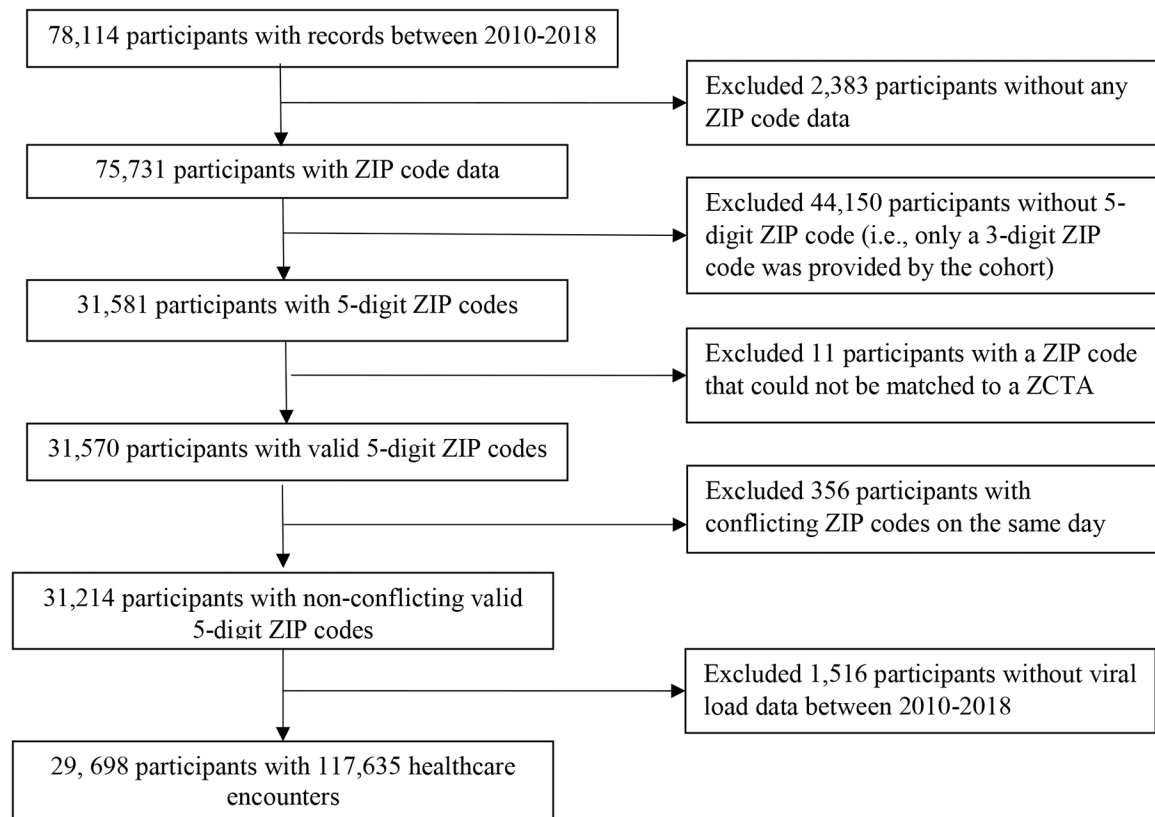 78,114 participants with records between 2010-2018
Excluded 2,383 participants without any
ZIP code data
75,731 participants with ZIP code data
Excluded 44,150 participants without 5-
digit ZIP code (i.e., only a 3-digit ZIP
code was provided by the cohort)
31,581 participants with 5-digit ZIP codes
Excluded 11 participants with a ZIP code
that could not be matched to a ZCTA
31,570 participants with valid 5-digit ZIP codes
Excluded 356 participants with
conflicting ZIP codes on the same day
31,214 participants with non-conflicting valid
5-digit ZIP codes
Excluded 1,516 participants without viral
load data between 2010-2018
29, 698 participants with 117,635 healthcare
encounters